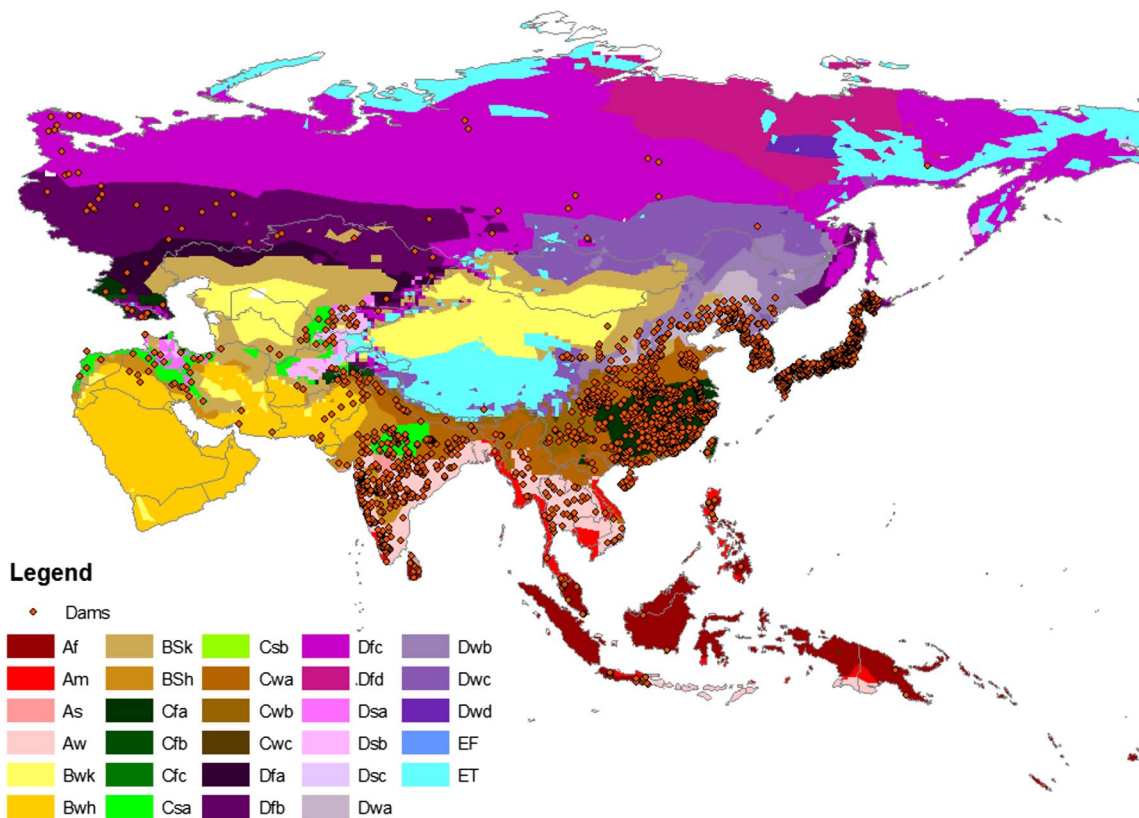 Legend
Dams
Af
Am
As
Aw
Bwk
Bwh
BSk
BSh
Cfa
Cfb
Cfc
Csa
Csb
Cwa
Cwb
Cwc
Dfa
Dfb
Dfc
.Dfd
Dsa
Dsb
Dsc
Dwa
Dwb
Dwc
Dwd
EF
ET